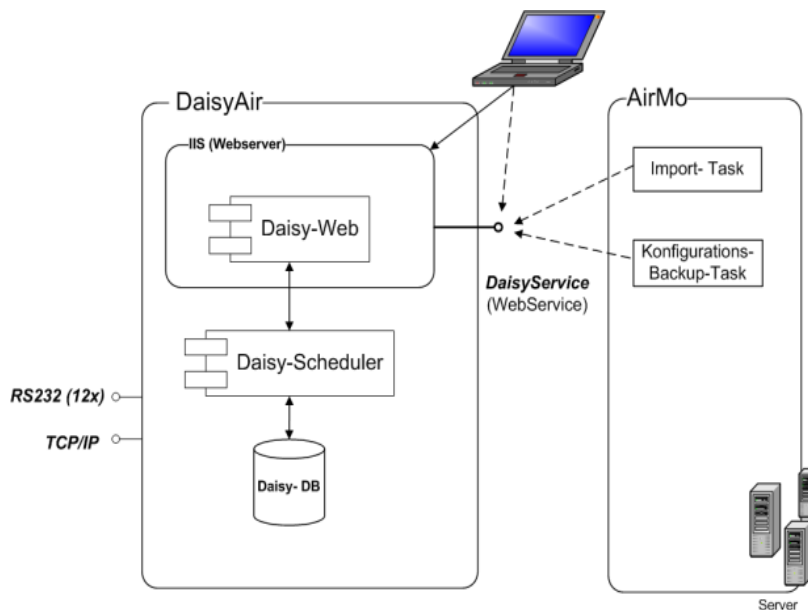 DaisyAir
AirMo
IIS (Webserver)
Import- Task
Daisy-Web
Konfigurations-
Backup-Task
DaisyService
(WebService)
Daisy-Scheduler
RS232 (12x)
TCP/IP
Daisy- DB
Server